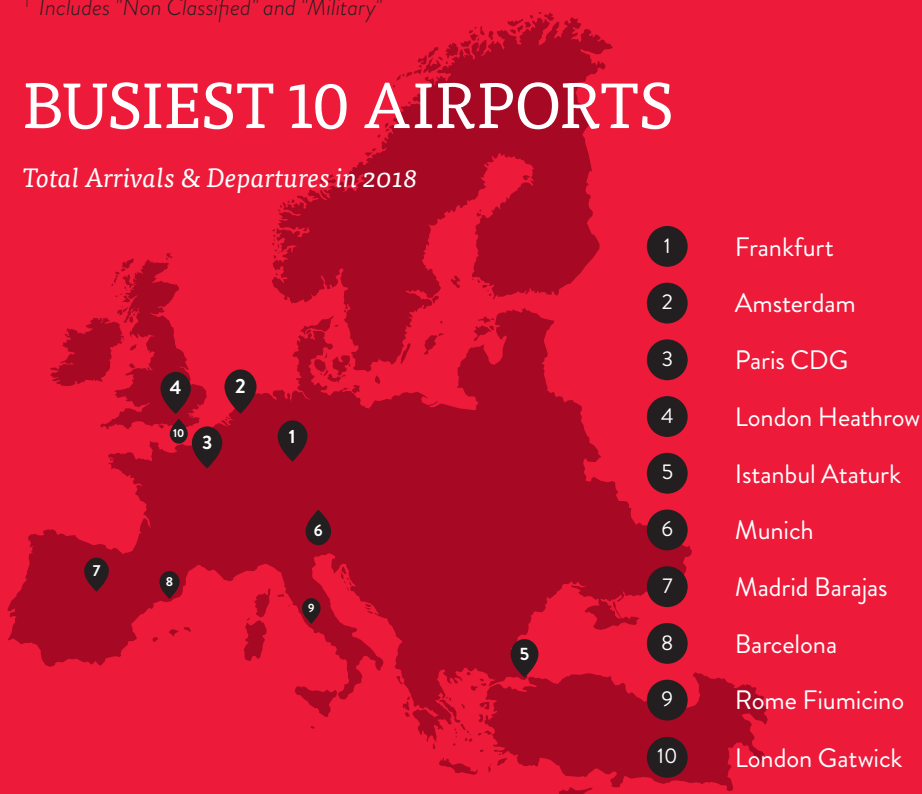 ¹ Includes "Non Classified" and "Military"
BUSIEST 10 AIRPORTS
Total Arrivals & Departures in 2018
1 Frankfurt
2 Amsterdam
3 Paris CDG
4 London Heathrow
5 Istanbul Ataturk
6 Munich
7 Madrid Barajas
8 Barcelona
9 Rome Fiumicino
10 London Gatwick
4
2
10
3
1
6
7
8
9
5